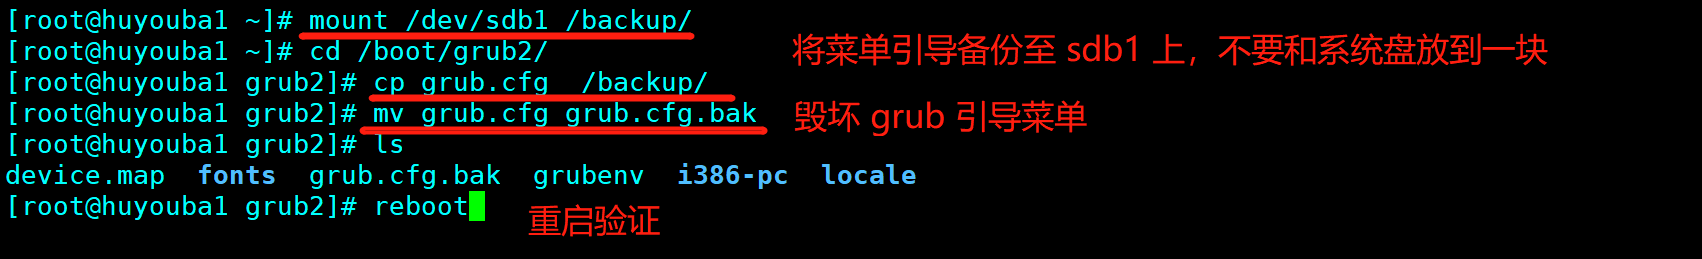 [root@huyouba1 ~]# mount /dev/sdb1 /backup/
[root@huyouba1 ~]# cd /boot/grub2/
将菜单引导备份至 sdb1 上，不要和系统盘放到一块
[root@huyouba1 grub2]# cp grub.cfg  /backup/
[root@huyouba1 grub2]# mv grub.cfg grub.cfg.bak
毁坏 grub 引导菜单
[root@huyouba1 grub2]# ls
device.map  fonts  grub.cfg.bak  grubenv  i386-pc  locale
[root@huyouba1 grub2]# reboot
重启验证